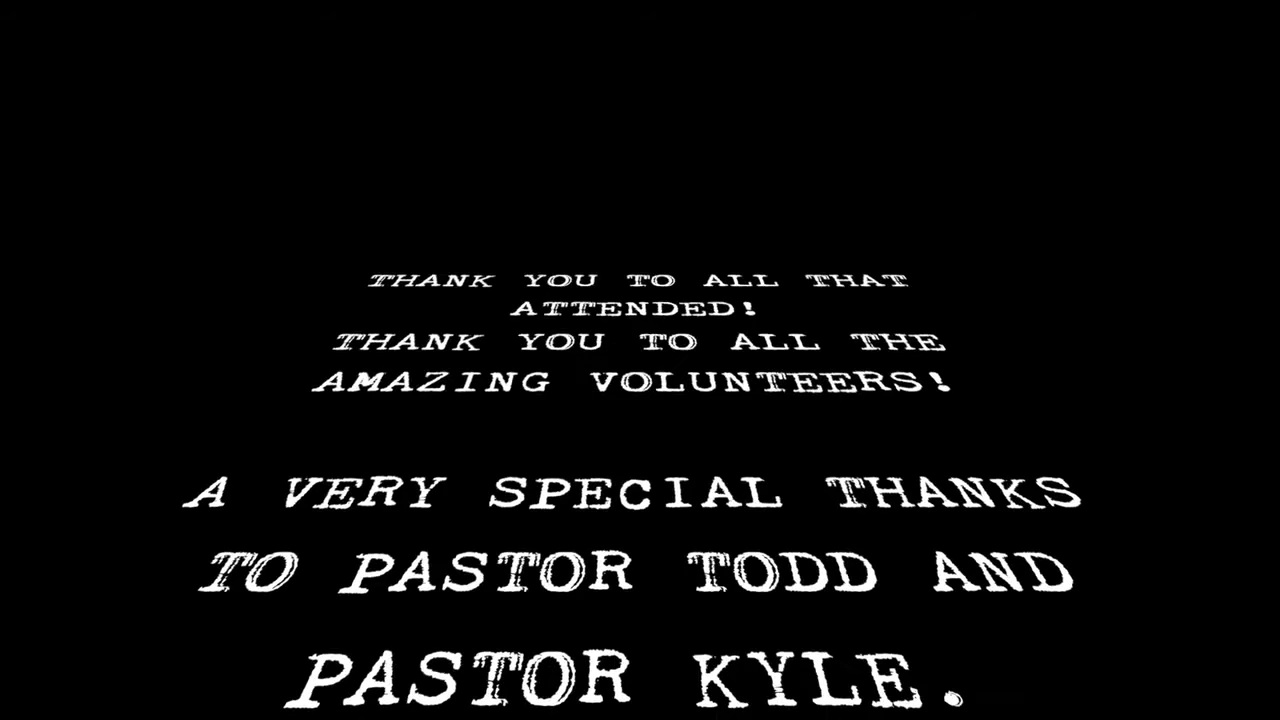 THANK YOU TO ALL THAT
ATTENDED!
THANK YOU TO ALL THE
AMAZING VOLUNTEERS!
A VERY SPECIAL THANKS
TO PASTOR TODD AND
PASTOR KYLE.